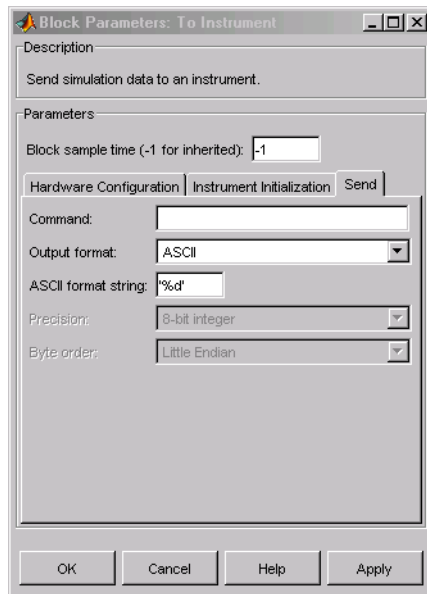 Block Parameters: To Instrument
Description
Send simulation data to an instrument.
Parameters
Block sample time (-1 for inherited): -1
Hardware Configuration Instrument Initialization Send
Command:
Output format: ASCII
ASCII format string: '%d'
Precision: 8-bit integer
Byte order: Little Endian
OK Cancel Help Apply